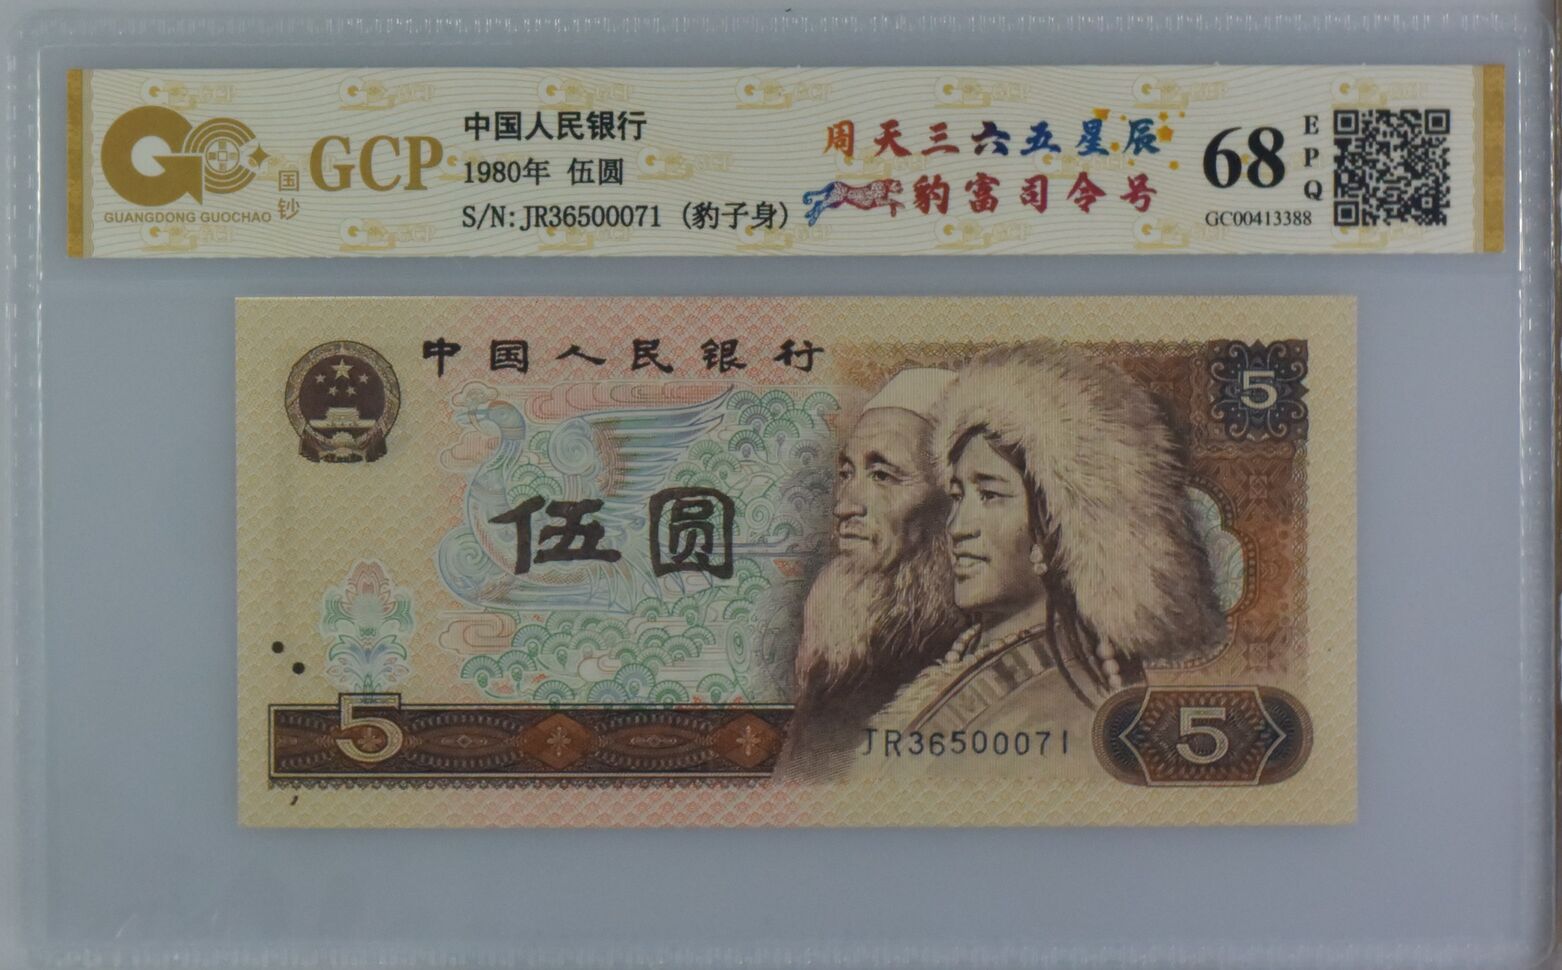 GUANGDONG GUOCHAO
国钞
GCP
中国人民银行
1980年 伍圆
S/N: JR36500071 (豹子身)
周天三六五星辰
豹富司令号
68
EPQ
GC00413388
中国人民银行
5
伍圆
5
JR36500071
5